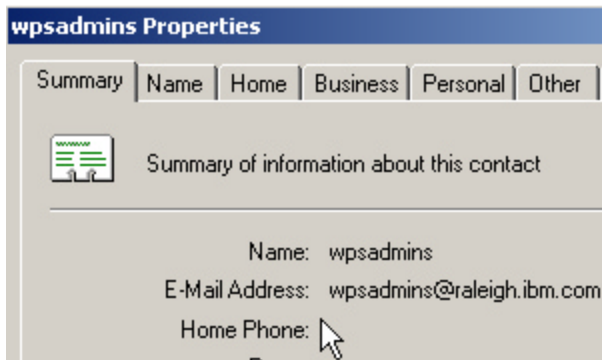 wpsadmins Properties
Summary Name Home Business Personal Other
Summary of information about this contact
Name: wpsadmins
E-Mail Address: wpsadmins@raleigh.ibm.com
Home Phone: